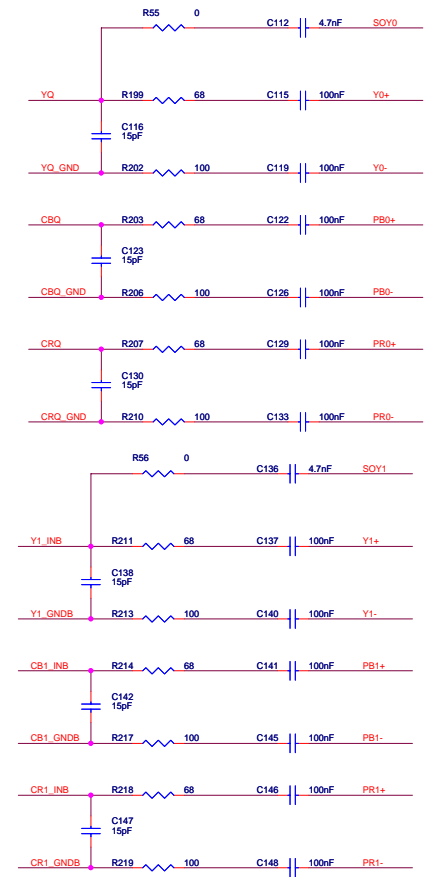 R55 0
C112 4.7nF SOY0
YQ R199 68 C115 100nF Y0+
C116
15pF
YQ_GND R202 100 C119 100nF Y0-
CBQ R203 68 C122 100nF PB0+
C123
15pF
CBQ_GND R206 100 C126 100nF PB0-
CRQ R207 68 C129 100nF PR0+
C130
15pF
CRQ_GND R210 100 C133 100nF PR0-
R56 0
C136 4.7nF SOY1
Y1_INB R211 68 C137 100nF Y1+
C138
15pF
Y1_GNDB R213 100 C140 100nF Y1-
CB1_INB R214 68 C141 100nF PB1+
C142
15pF
CB1_GNDB R217 100 C145 100nF PB1-
CR1_INB R218 68 C146 100nF PR1+
C147
15pF
CR1_GNDB R219 100 C148 100nF PR1-